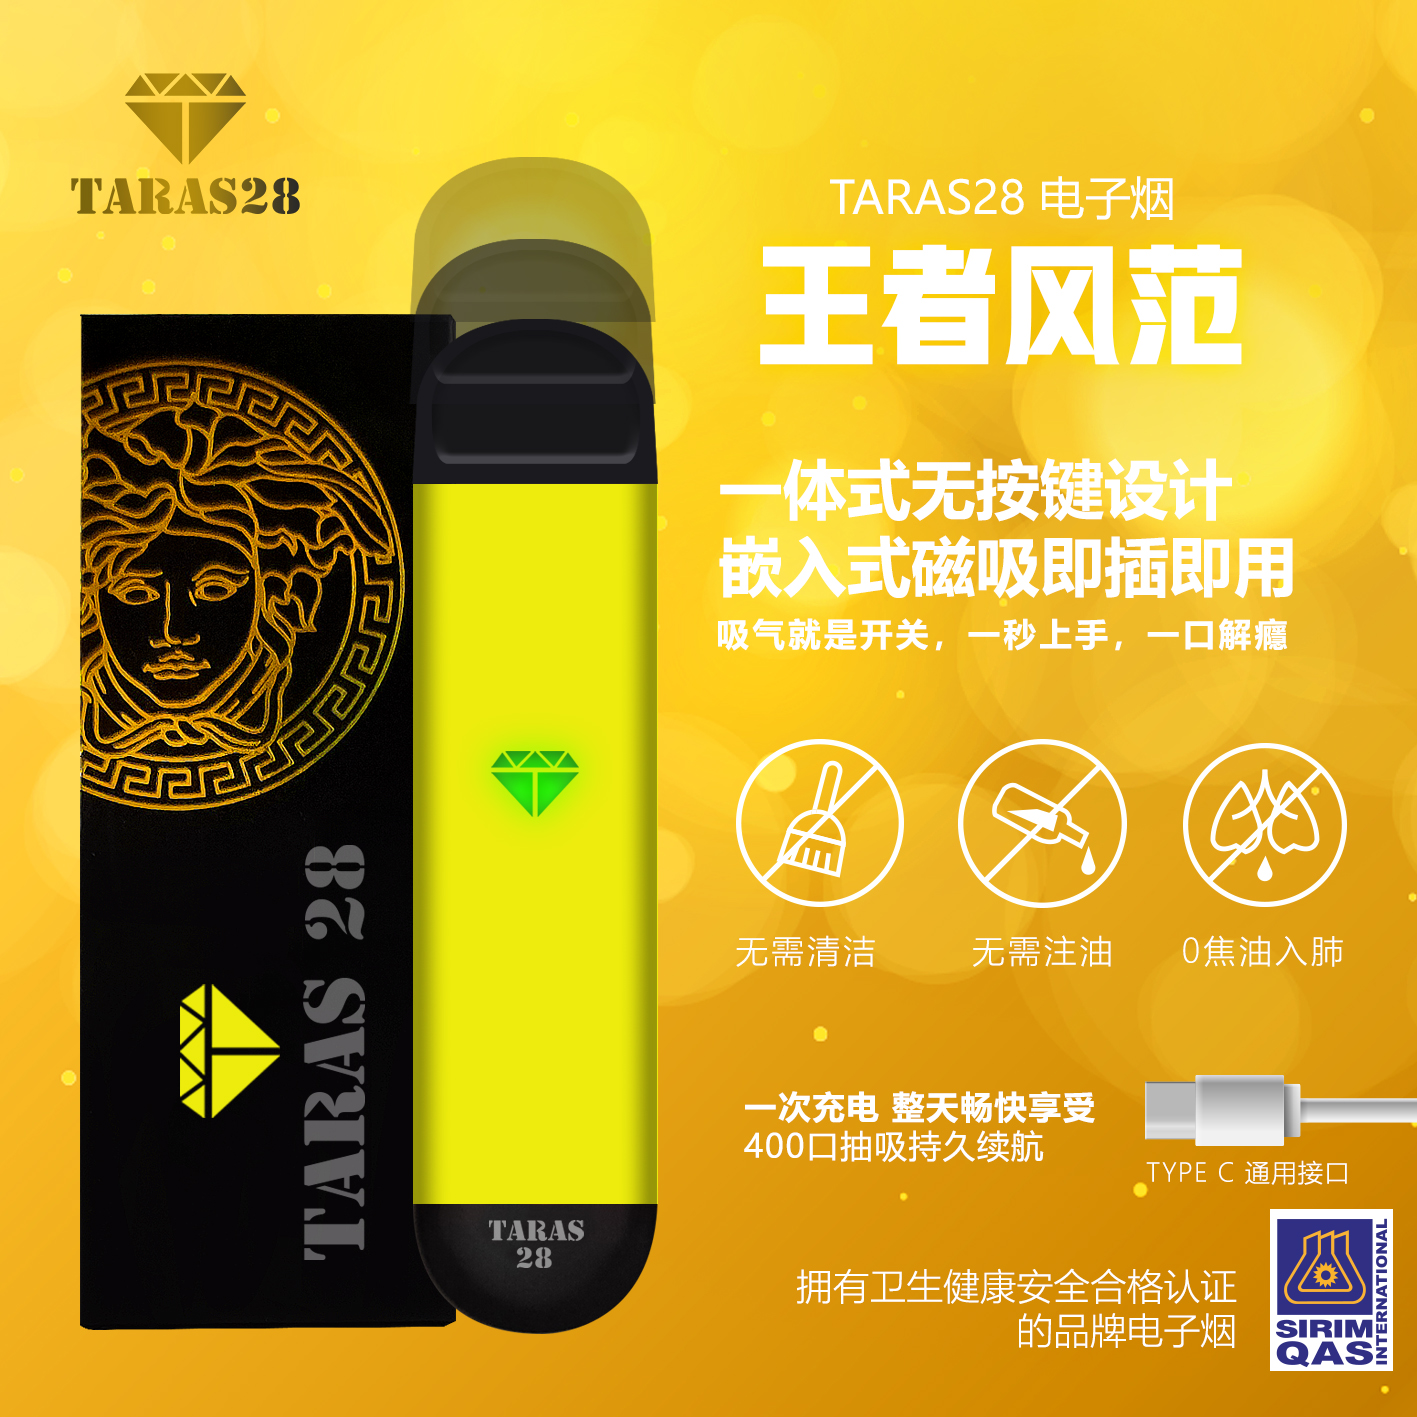 TARAS28
TARAS28 电子烟
王者风范
一体式无按键设计
嵌入式磁吸即插即用
吸气就是开关，一秒上手，一口解癮
无需清洁
无需注油
0焦油入肺
TARAS 28
一次充电 整天畅快享受
400口抽吸持久续航
TYPE C 通用接口
TARAS
28
拥有卫生健康安全合格认证
的品牌电子烟
SIRIM
QAS
INTERNATIONAL